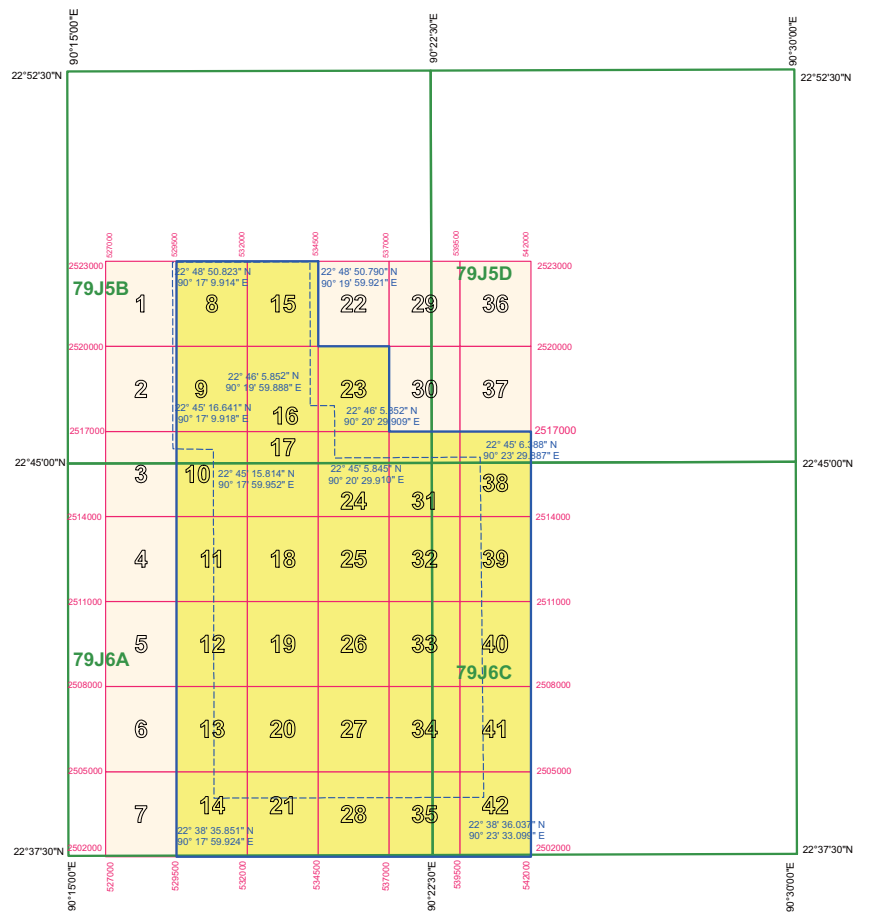 90°15'00"E
90°22'30"E
90°30'00"E
22°52'30"N
22°52'30"N
527000
529500
532000
534500
537000
539500
542000
2523000
2523000
79J5B
79J5D
22° 48' 50.823" N
90° 17' 9.914" E
22° 48' 50.790" N
90° 19' 59.921" E
1
8
15
22
29
36
2520000
2520000
22° 46' 5.852" N
90° 19' 59.888" E
2
9
23
30
37
22° 45' 16.641" N
90° 17' 9.918" E
16
22° 46' 5.852" N
90° 20' 29.909" E
2517000
2517000
17
22° 45' 6.388" N
90° 23' 29.887" E
22°45'00"N
22°45'00"N
3
10
22° 45' 15.814" N
90° 17' 59.952" E
22° 45' 5.845" N
90° 20' 29.910" E
38
24
31
2514000
2514000
4
11
18
25
32
39
2511000
2511000
5
12
19
26
33
40
79J6A
79J6C
2508000
2508000
6
13
20
27
34
41
2505000
2505000
7
14
21
28
35
42
22° 38' 35.851" N
90° 17' 59.924" E
22° 38' 36.037" N
90° 23' 33.099" E
22°37'30"N
22°37'30"N
2502000
2502000
527000
529500
532000
534500
537000
539500
542000
90°15'00"E
90°22'30"E
90°30'00"E